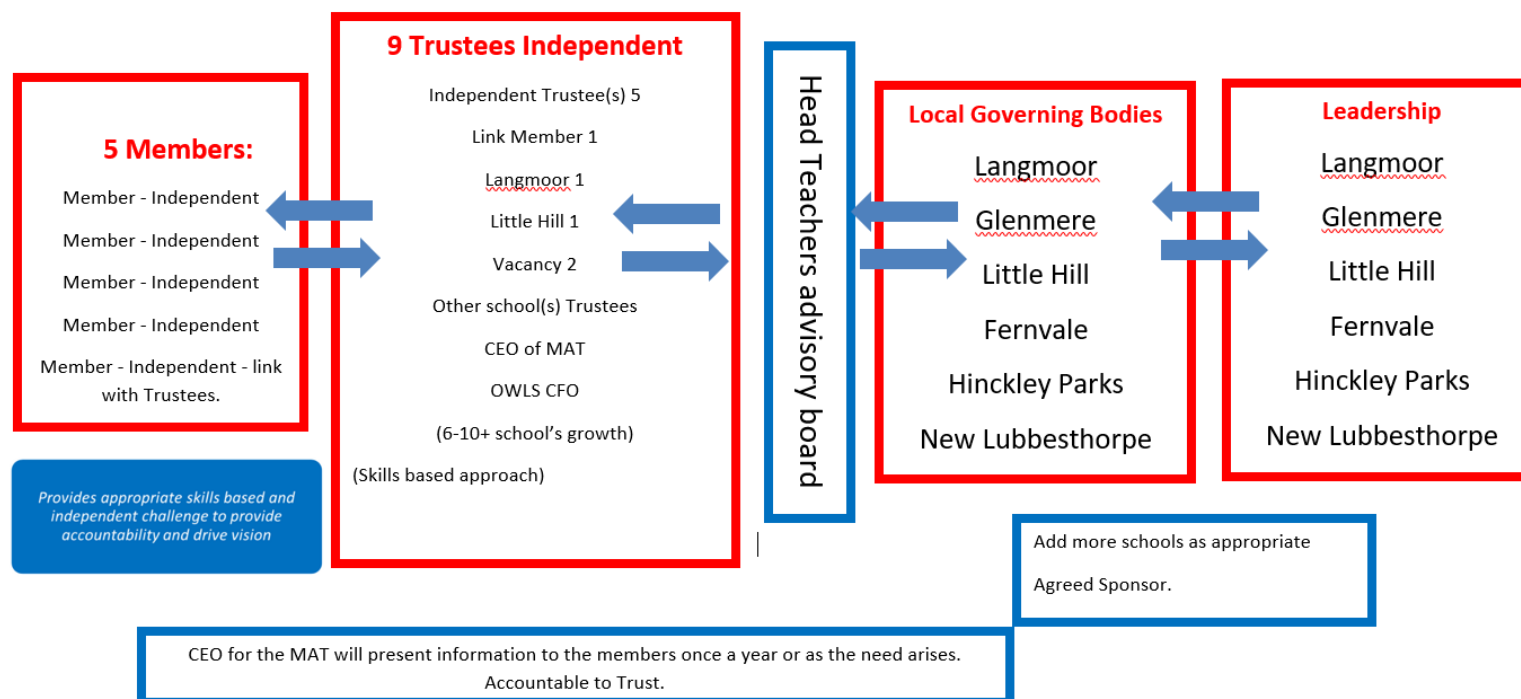 5 Members:
Member - Independent
Member - Independent
Member - Independent
Member - Independent
Member - Independent - link
with Trustees.
Provides appropriate skills based and
independent challenge to provide
accountability and drive vision
9 Trustees Independent
Independent Trustee(s) 5
Link Member 1
Langmoor 1
Little Hill 1
Vacancy 2
Other school(s) Trustees
CEO of MAT
OWLS CFO
(6-10+ school’s growth)
(Skills based approach)
Head Teachers advisory board
Local Governing Bodies
Langmoor
Glenmere
Little Hill
Fernvale
Hinckley Parks
New Lubbesthorpe
Leadership
Langmoor
Glenmere
Little Hill
Fernvale
Hinckley Parks
New Lubbesthorpe
Add more schools as appropriate
Agreed Sponsor.
CEO for the MAT will present information to the members once a year or as the need arises.
Accountable to Trust.